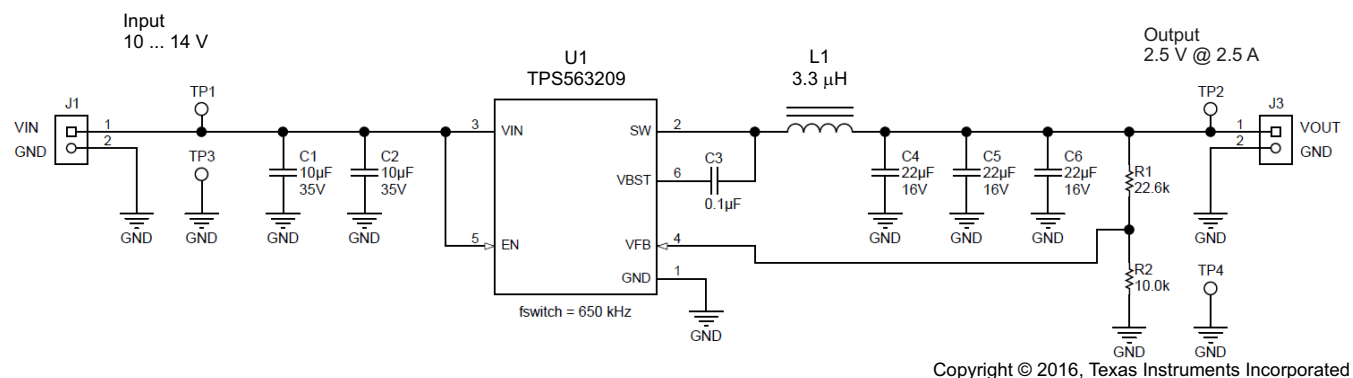 Input
10 ... 14 V
Output
2.5 V @ 2.5 A
U1
TPS563209
L1
3.3 µH
TP1
TP2
J1
J3
VIN
1
3
VIN
SW
2
1
VOUT
GND
2
2
GND
TP3
C1
10µF
35V
C2
10µF
35V
VBST
6
C3
0.1µF
C4
22µF
16V
C5
22µF
16V
C6
22µF
16V
R1
22.6k
GND
GND
GND
GND
5
EN
VFB
4
GND
GND
GND
GND
GND
1
R2
10.0k
TP4
fswitch = 650 kHz
GND
GND
GND
Copyright © 2016, Texas Instruments Incorporated